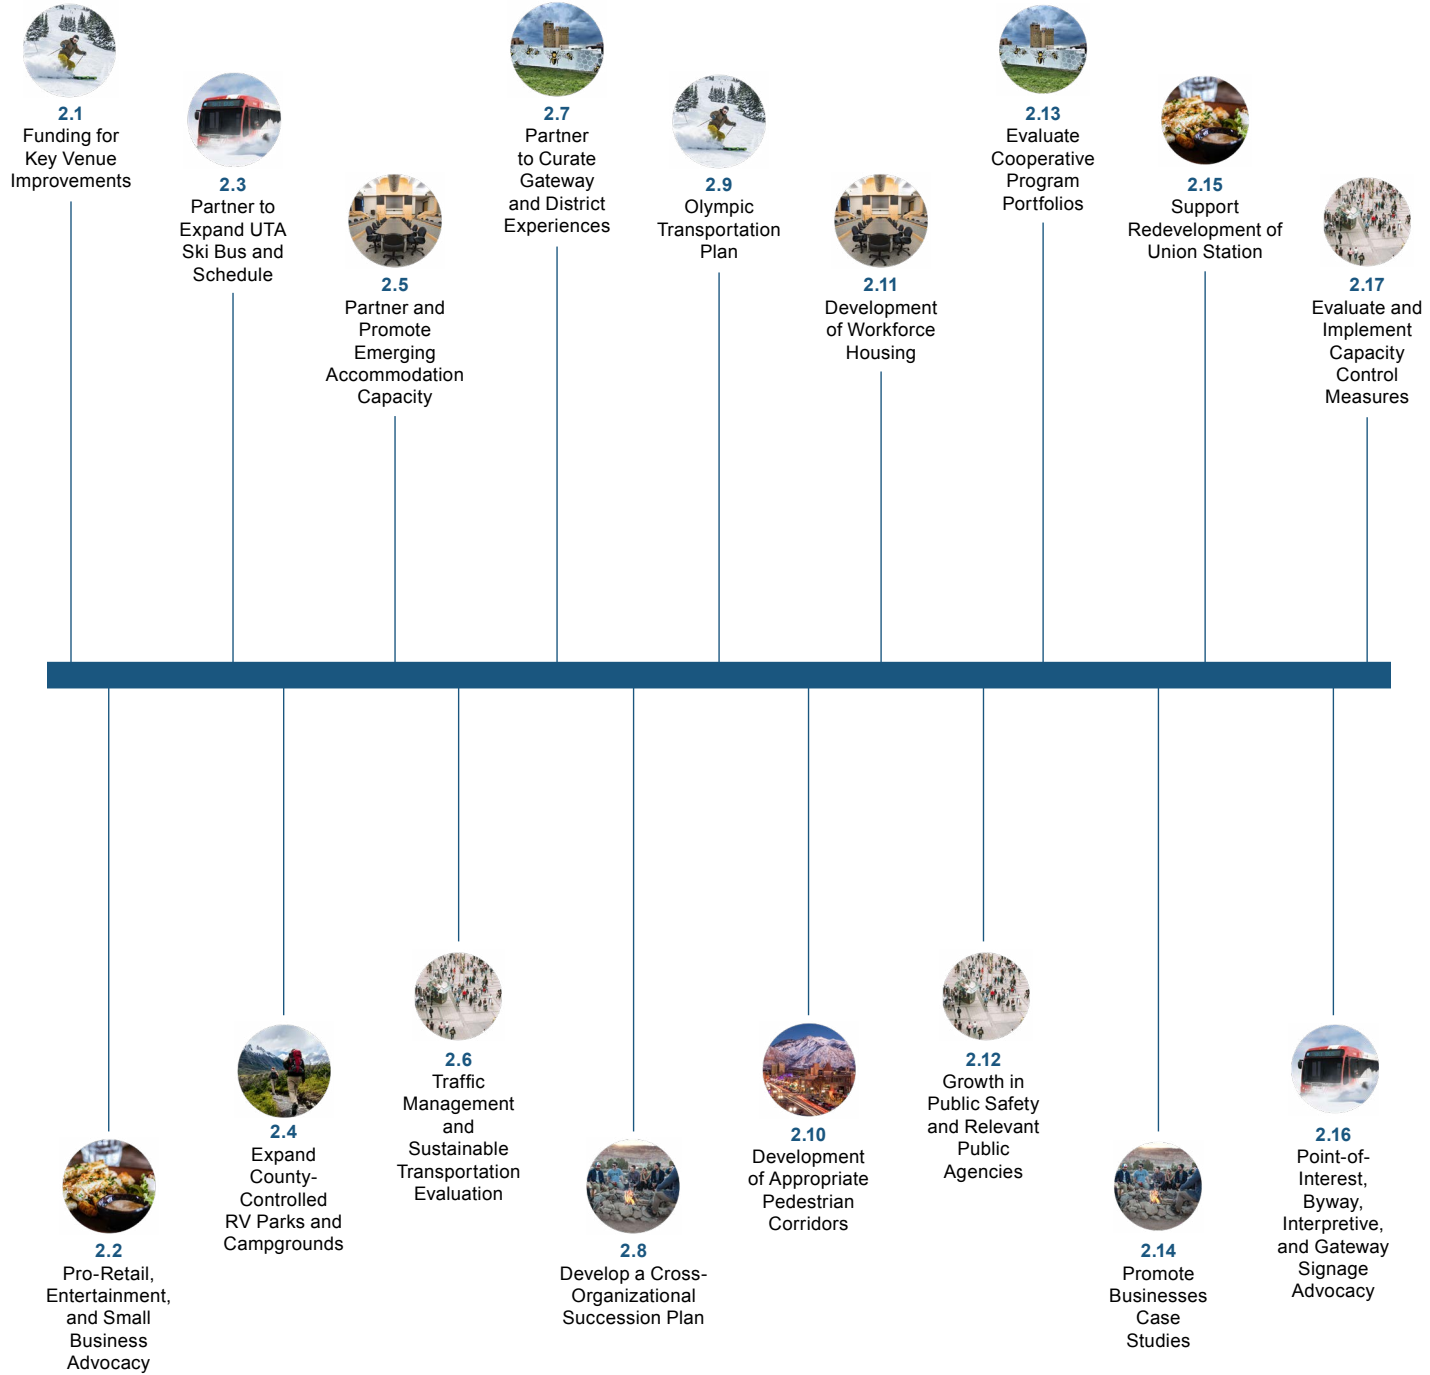 2.1
Funding for
Key Venue
Improvements
2.3
Partner to
Expand UTA
Ski Bus and
Schedule
2.5
Partner and
Promote
Emerging
Accommodation
Capacity
2.7
Partner
to Curate
Gateway
and District
Experiences
2.9
Olympic
Transportation
Plan
2.11
Development
of Workforce
Housing
2.13
Evaluate
Cooperative
Program
Portfolios
2.15
Support
Redevelopment of
Union Station
2.17
Evaluate and
Implement
Capacity
Control
Measures
2.2
Pro-Retail,
Entertainment,
and Small
Business
Advocacy
2.4
Expand
County-
Controlled
RV Parks and
Campgrounds
2.6
Traffic
Management
and
Sustainable
Transportation
Evaluation
2.8
Develop a Cross-
Organizational
Succession Plan
2.10
Development
of Appropriate
Pedestrian
Corridors
2.12
Growth in
Public Safety
and Relevant
Public
Agencies
2.14
Promote
Businesses
Case
Studies
2.16
Point-of-
Interest,
Byway,
Interpretive,
and Gateway
Signage
Advocacy